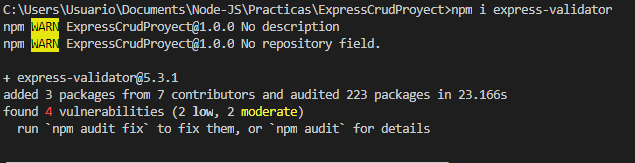 C:\Users\Usuario\Documents\Node-JS\Practicas\ExpressCrudProyect>npm i express-validator
npm WARN ExpressCrudProyect@1.0.0 No description
npm WARN ExpressCrudProyect@1.0.0 No repository field.
+ express-validator@5.3.1
added 3 packages from 7 contributors and audited 223 packages in 23.166s
found 4 vulnerabilities (2 low, 2 moderate)
run `npm audit fix` to fix them, or `npm audit` for details